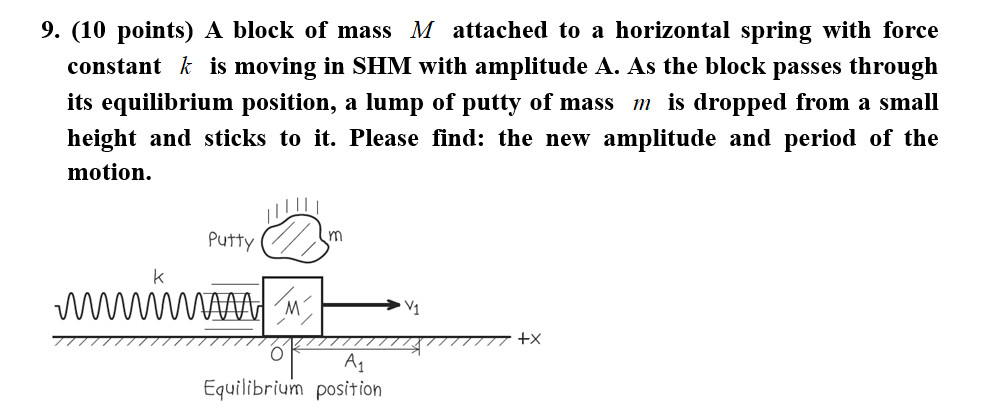 9. (10 points) A block of mass M attached to a horizontal spring with force
constant k is moving in SHM with amplitude A. As the block passes through
its equilibrium position, a lump of putty of mass m is dropped from a small
height and sticks to it. Please find: the new amplitude and period of the
motion.
Putty
m
k
M
V₁
+X
O
A₁
Equilibrium position